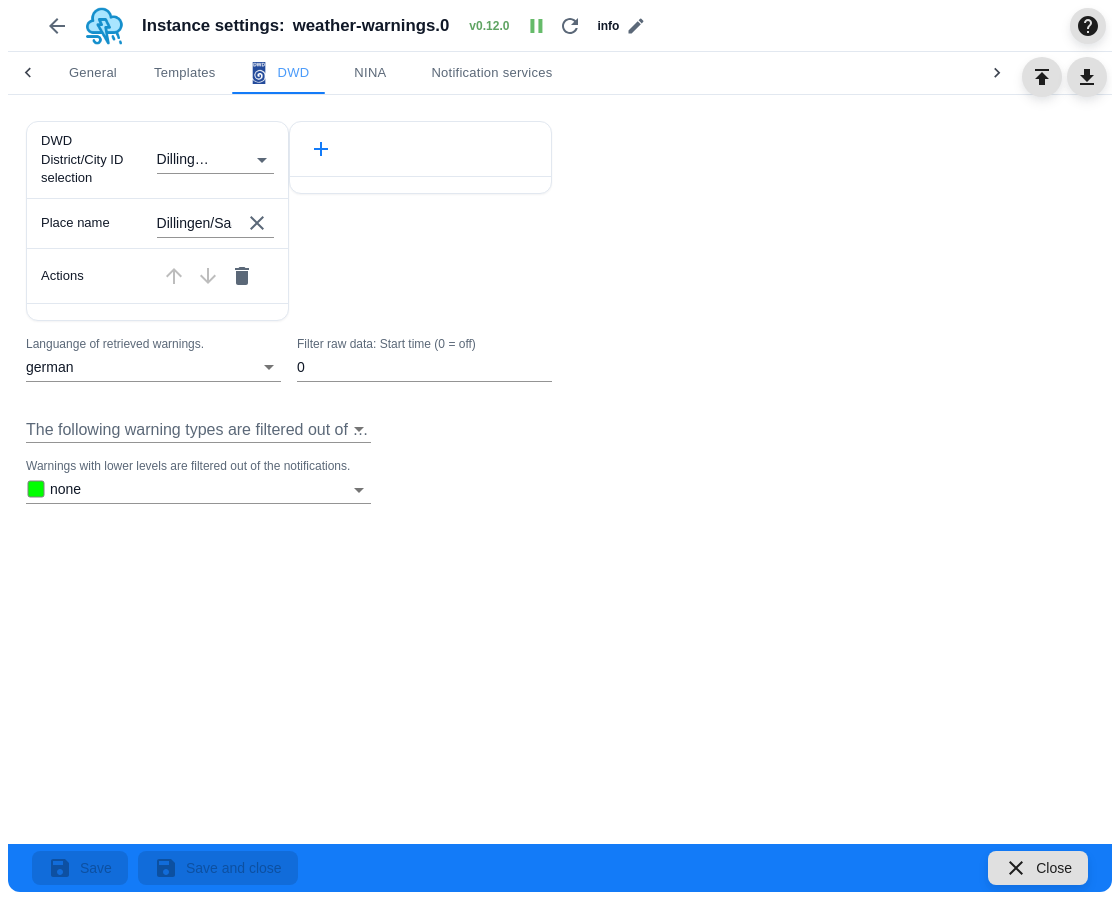 Instance settings: weather-warnings.0 v0.12.0 info
General Templates DWD NINA Notification services
DWD
District/City ID
selection
Dilling…
Place name Dillingen/Sa
Actions
Languange of retrieved warnings. Filter raw data: Start time (0 = off)
german 0
The following warning types are filtered out of …
Warnings with lower levels are filtered out of the notifications.
none
Save Save and close Close